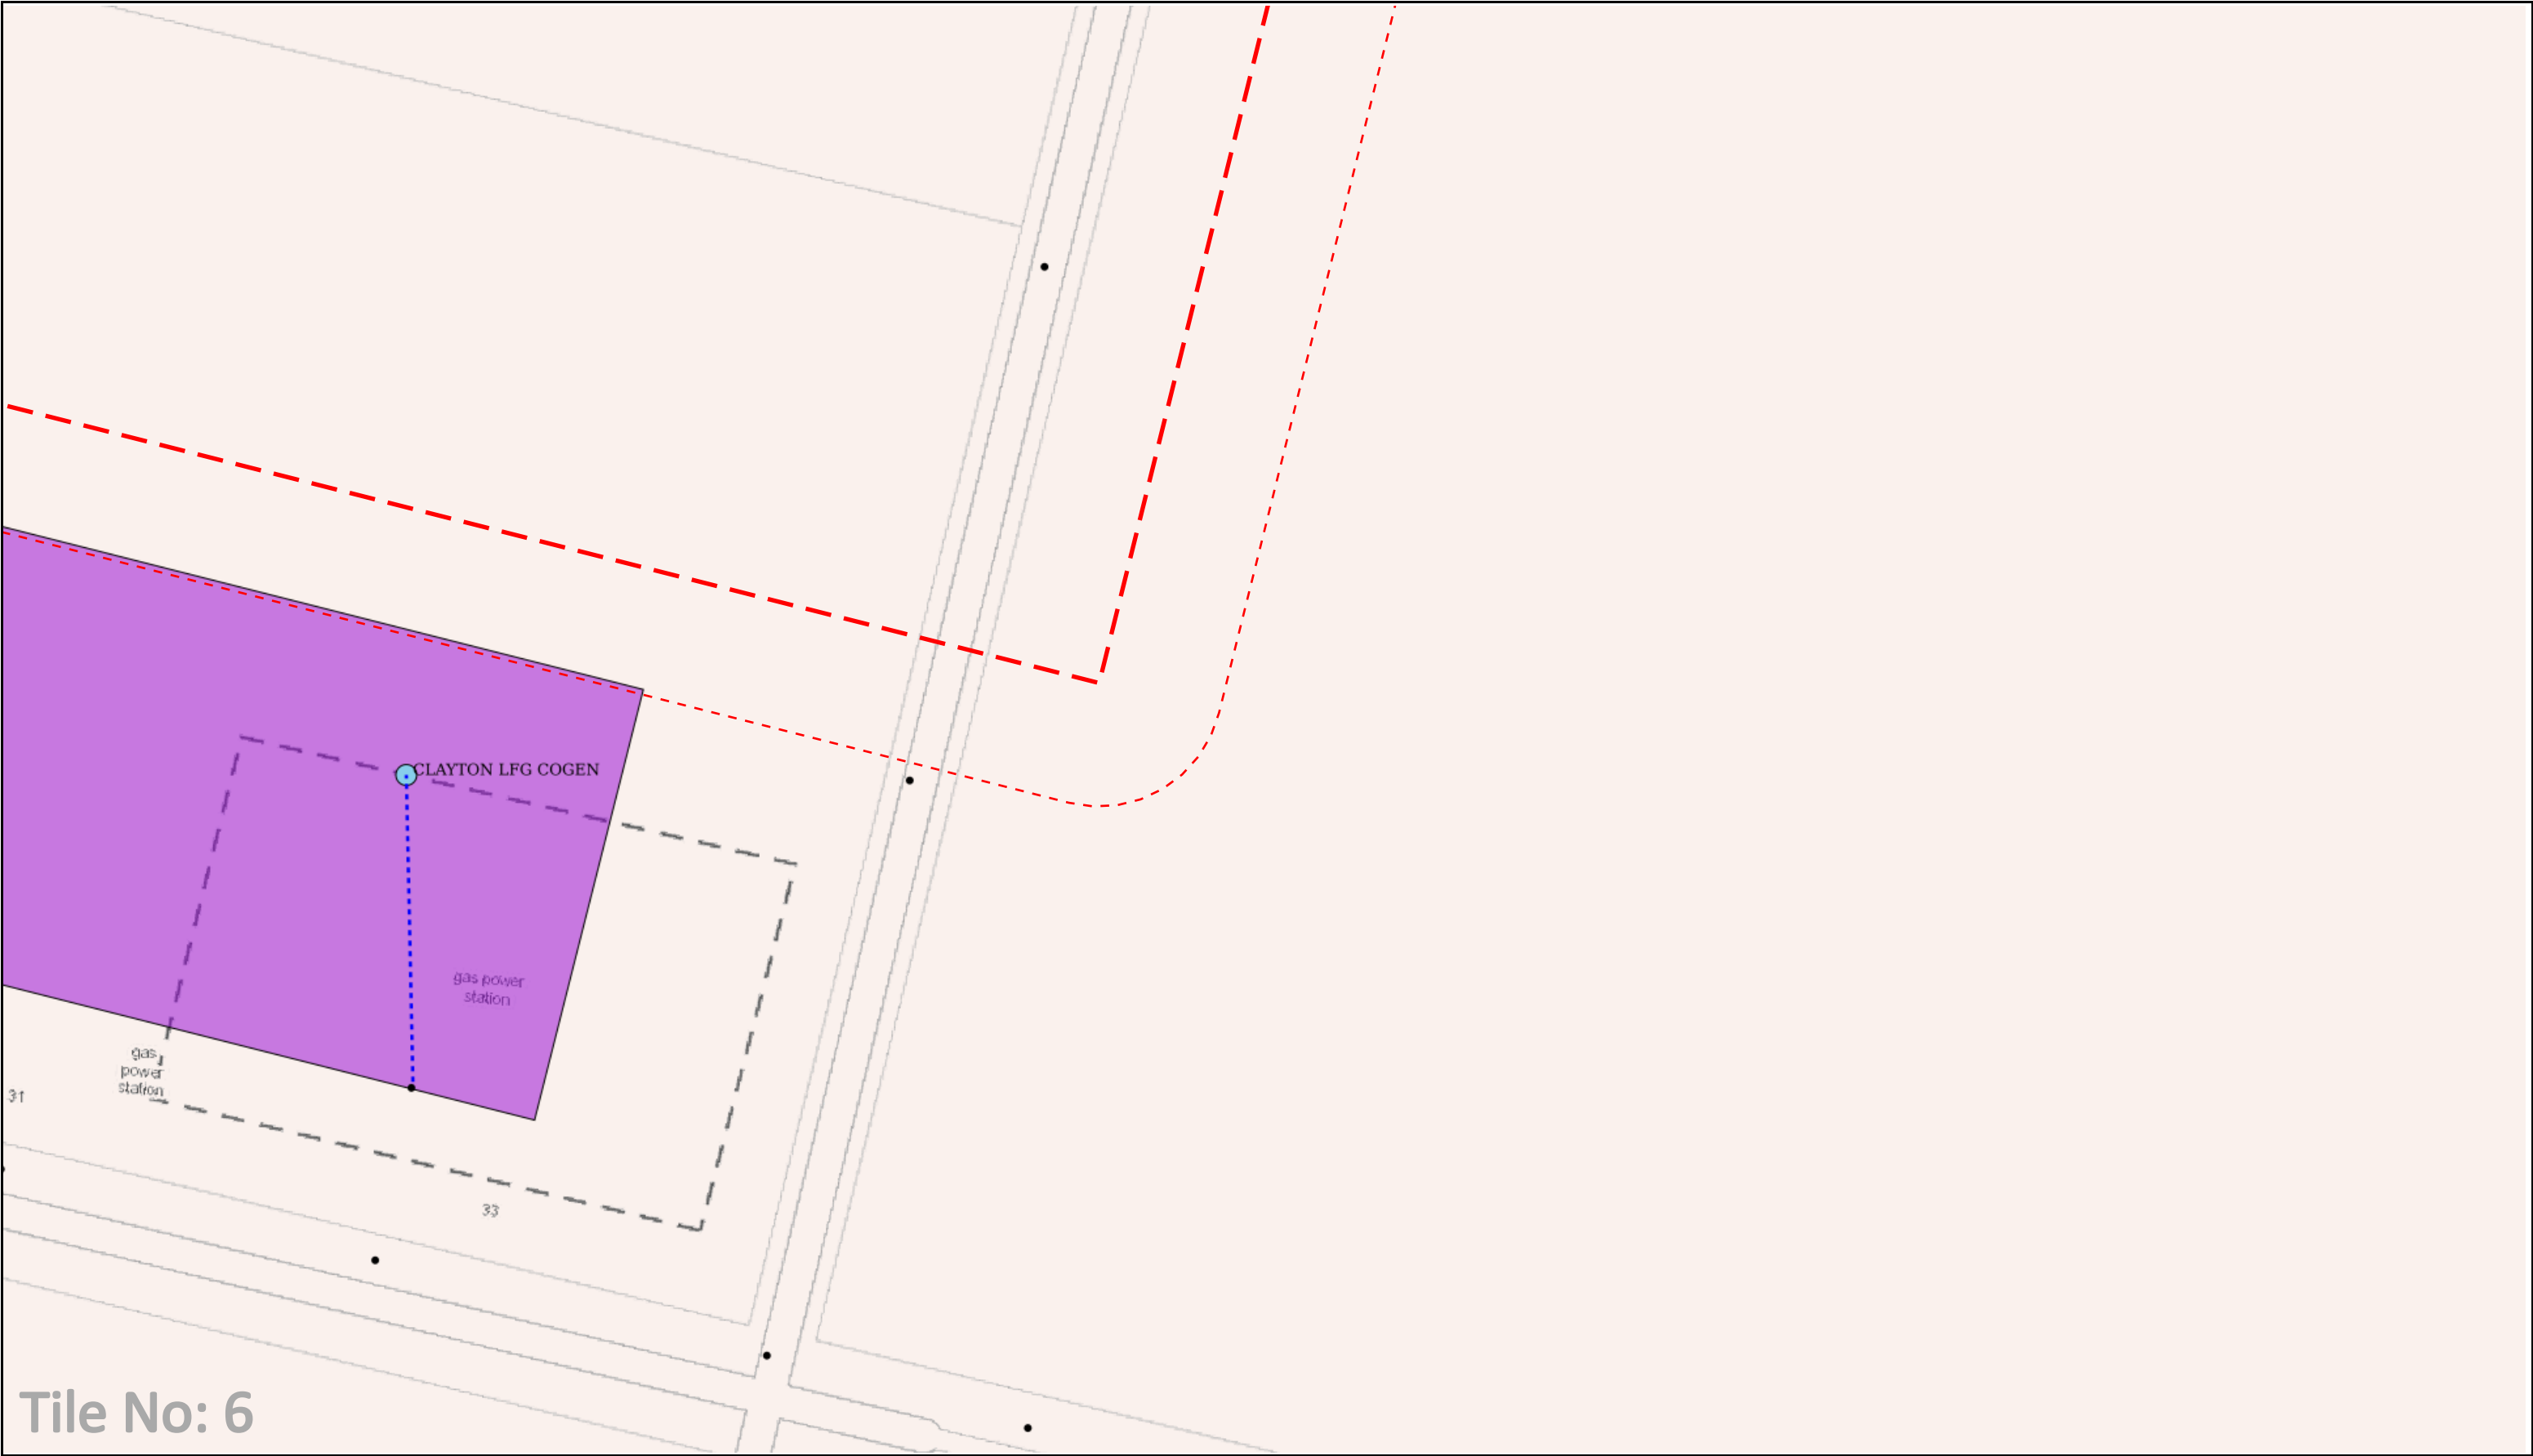 CLAYTON LFG COGEN
gas power
station
gas
power
station
31
33
Tile No: 6